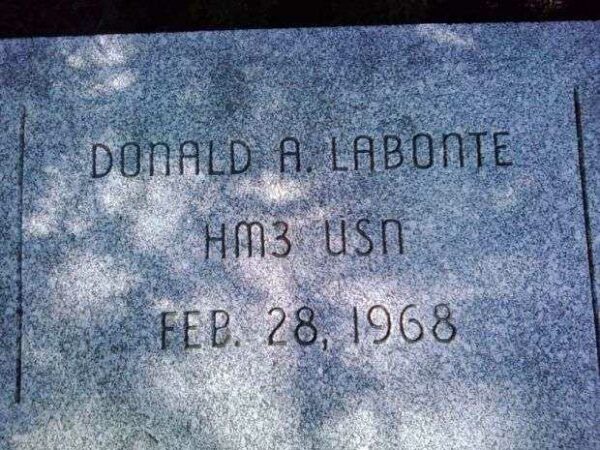 DONALD A. LABONTE
HM3 USN
FEB. 28, 1968